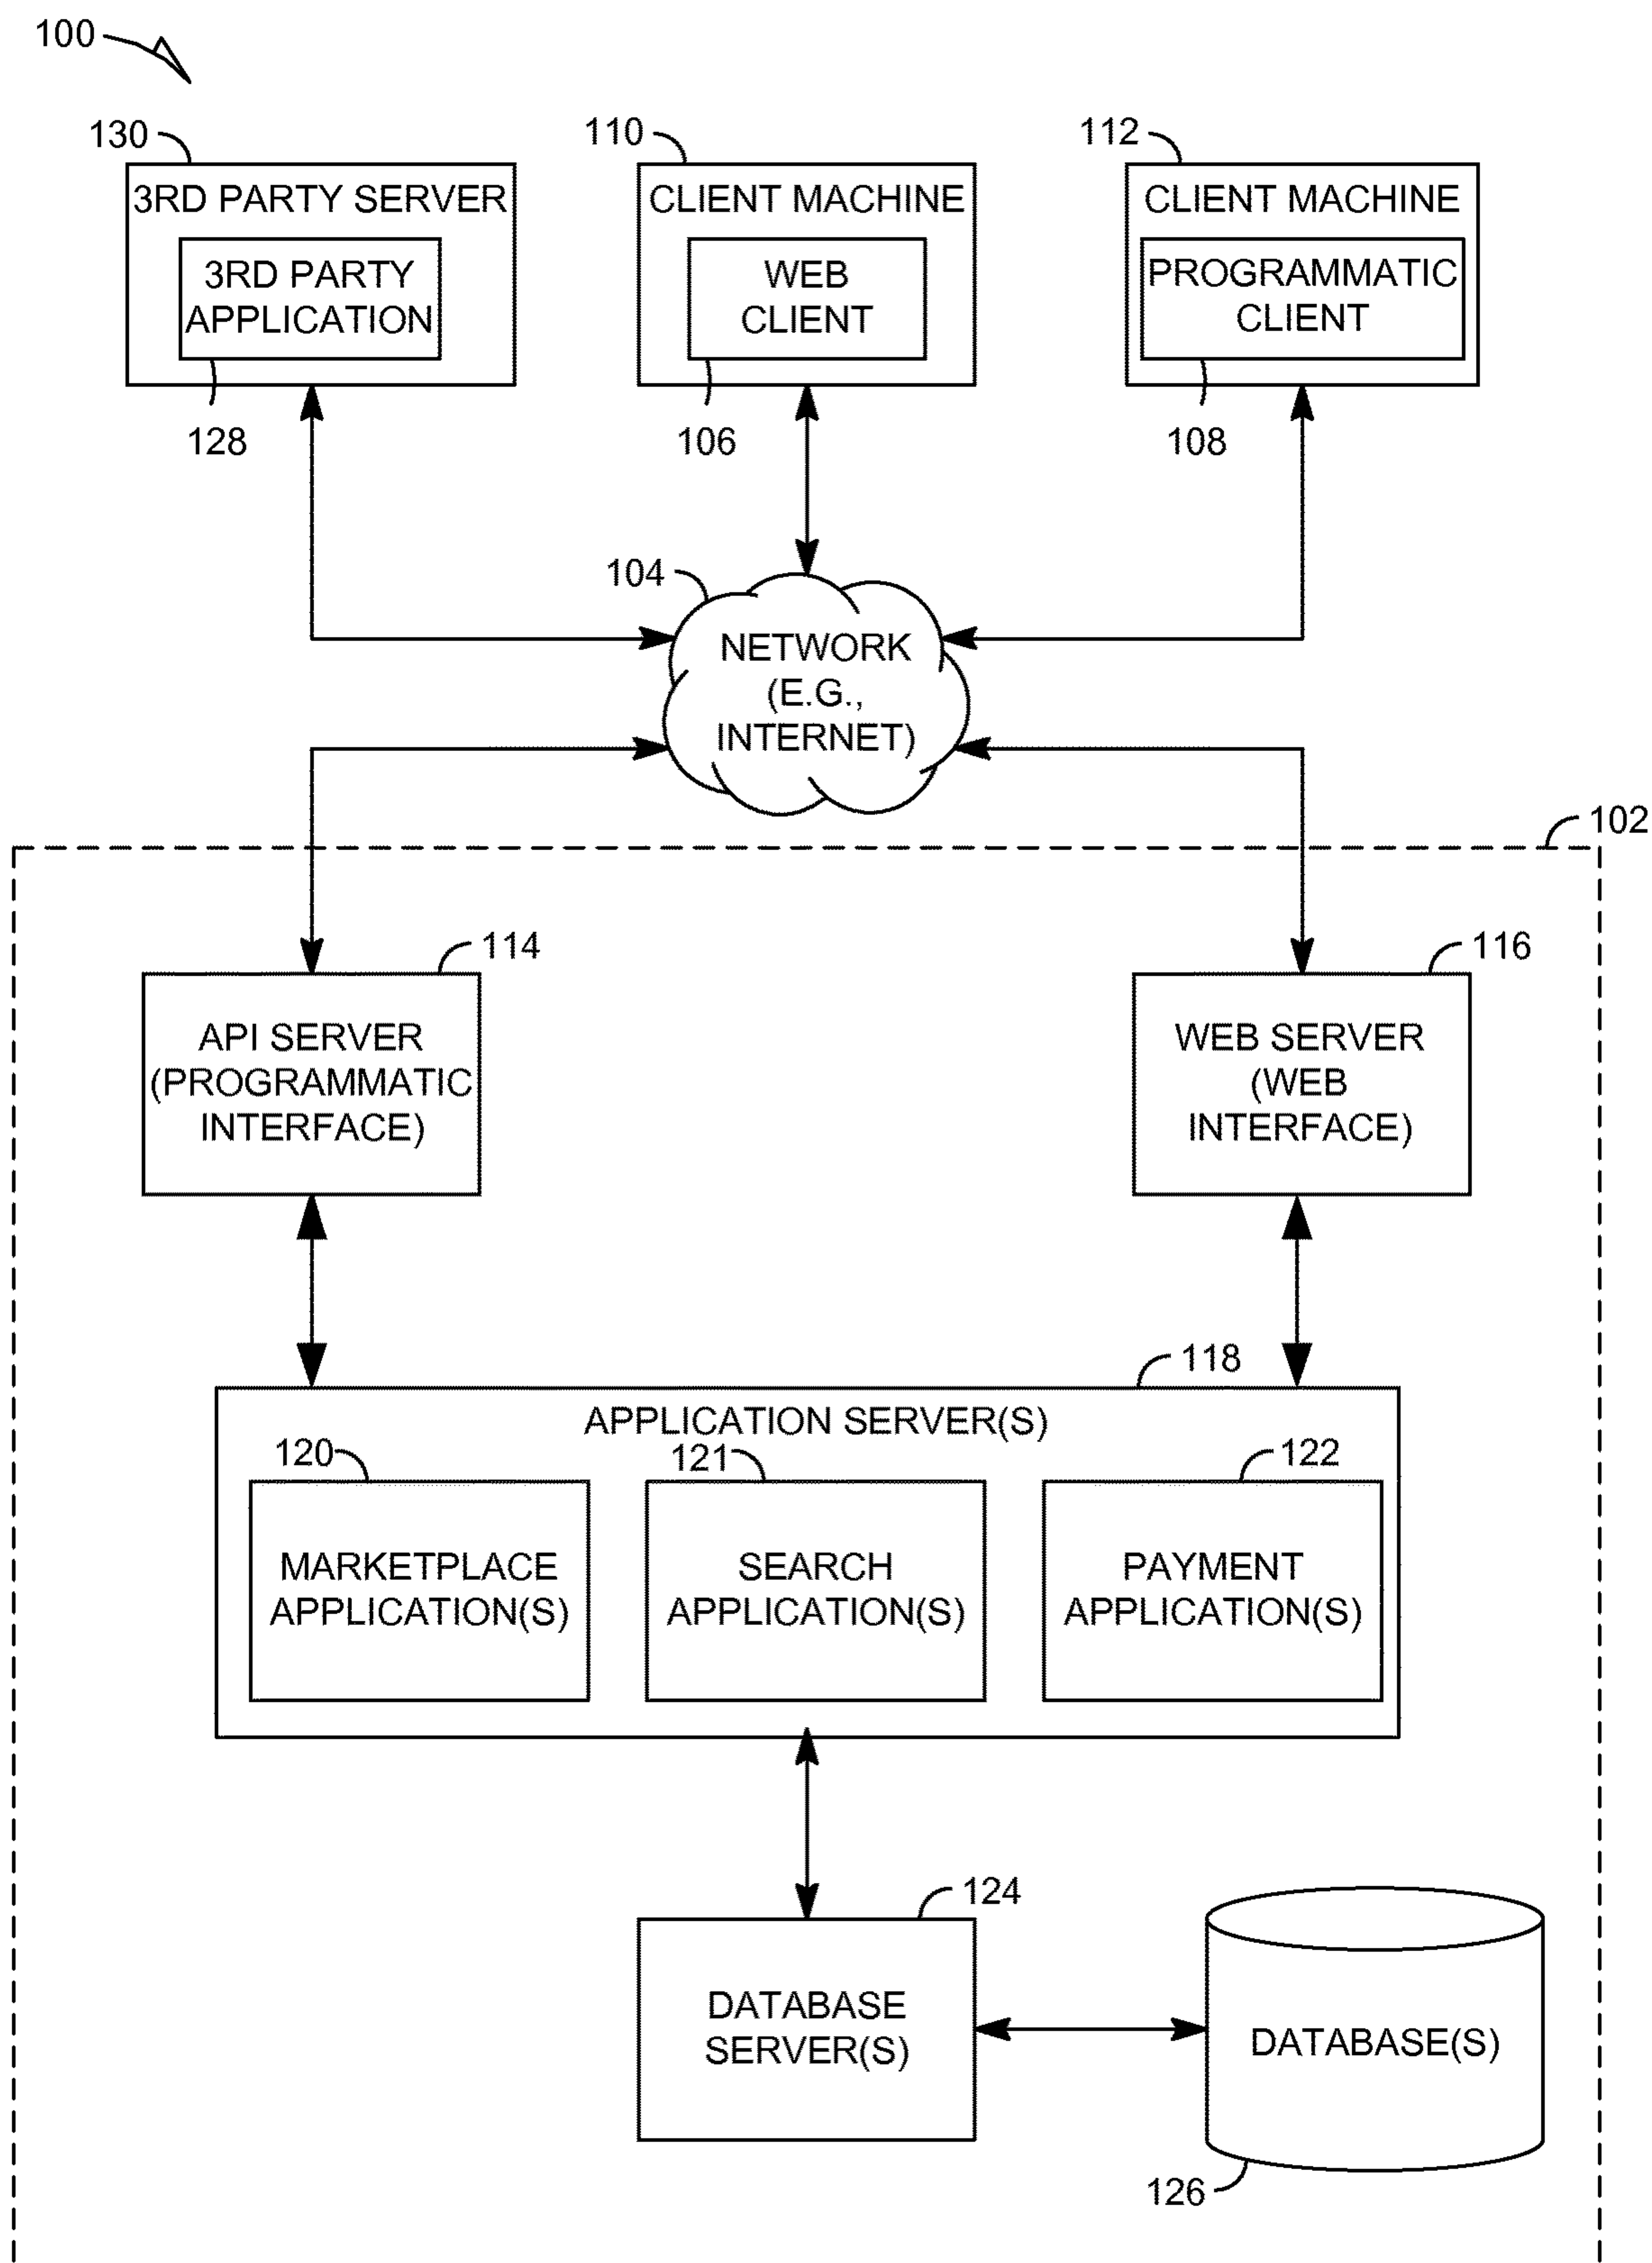 100
130
110
112
3RD PARTY SERVER
CLIENT MACHINE
CLIENT MACHINE
3RD PARTY
APPLICATION
WEB
CLIENT
PROGRAMMATIC
CLIENT
128
106
108
104
NETWORK
(E.G.,
INTERNET)
102
114
116
API SERVER
(PROGRAMMATIC
INTERFACE)
WEB SERVER
(WEB
INTERFACE)
118
APPLICATION SERVER(S)
120
121
122
MARKETPLACE
APPLICATION(S)
SEARCH
APPLICATION(S)
PAYMENT
APPLICATION(S)
124
DATABASE
SERVER(S)
DATABASE(S)
126